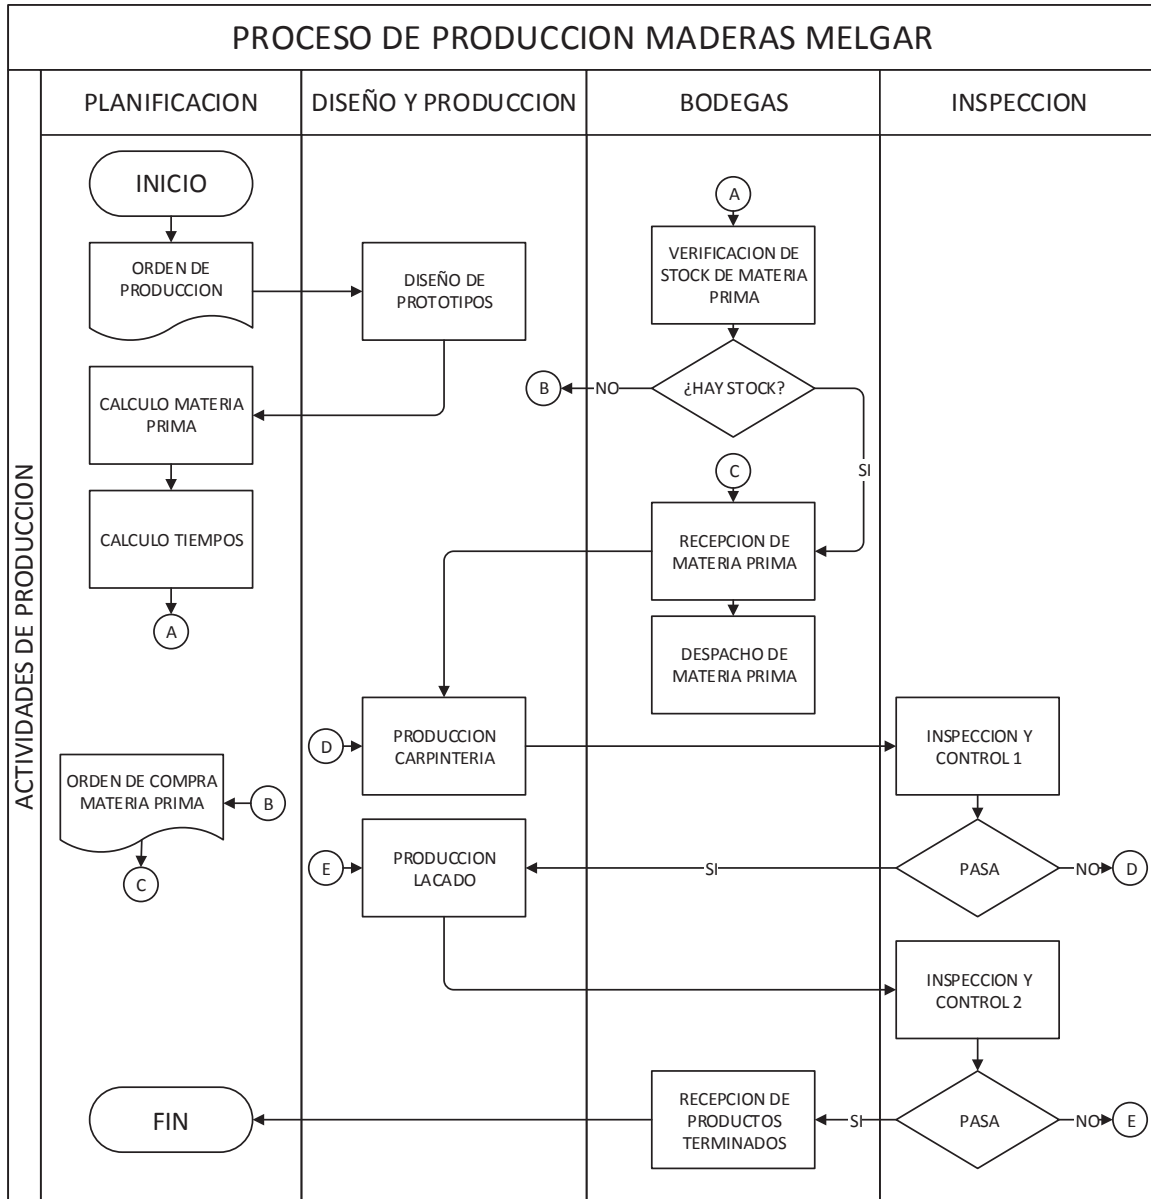 PROCESO DE PRODUCCION MADERAS MELGAR
ACTIVIDADES DE PRODUCCION
PLANIFICACION
DISEÑO Y PRODUCCION
BODEGAS
INSPECCION
INICIO
ORDEN DE
PRODUCCION
DISEÑO DE
PROTOTIPOS
CALCULO MATERIA
PRIMA
CALCULO TIEMPOS
A
A
VERIFICACION DE
STOCK DE MATERIA
PRIMA
¿HAY STOCK?
NO
B
SI
C
RECEPCION DE
MATERIA PRIMA
DESPACHO DE
MATERIA PRIMA
D
PRODUCCION
CARPINTERIA
INSPECCION Y
CONTROL 1
ORDEN DE COMPRA
MATERIA PRIMA
B
C
E
PRODUCCION
LACADO
SI
PASA
NO
D
INSPECCION Y
CONTROL 2
FIN
RECEPCION DE
PRODUCTOS
TERMINADOS
SI
PASA
NO
E